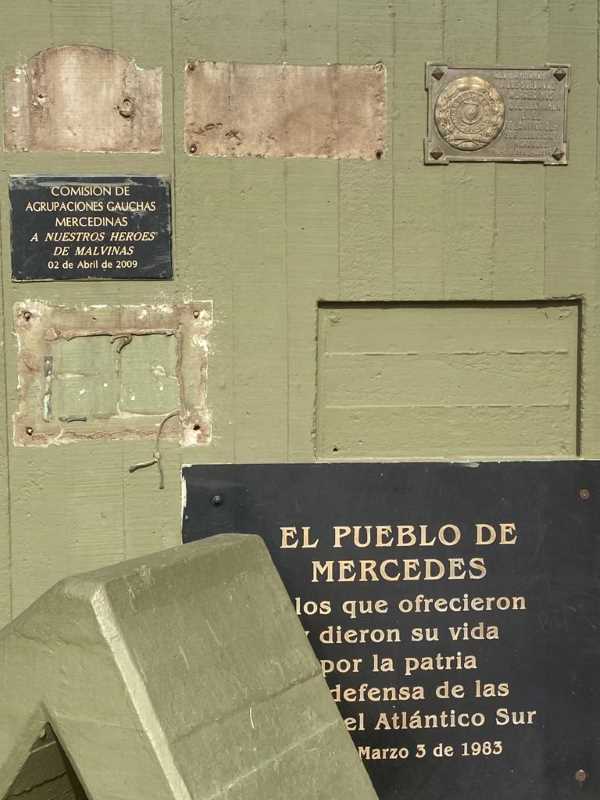 COMISIÓN DE
AGRUPACIONES GAUCHAS
MERCEDINAS
A NUESTROS HEROES
DE MALVINAS
02 de Abril de 2009
EL PUEBLO DE
MERCEDES
los que ofrecieron
y dieron su vida
por la patria
defensa de las
el Atlántico Sur
Marzo 3 de 1983